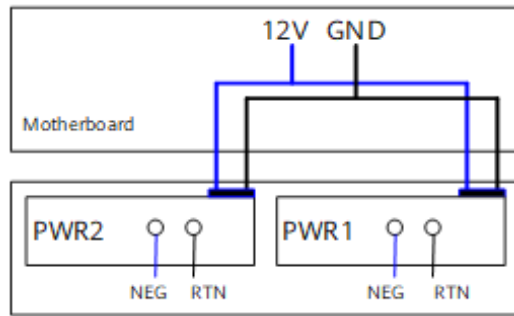 12V GND
Motherboard
PWR2
PWR1
NEG RTN
NEG RTN